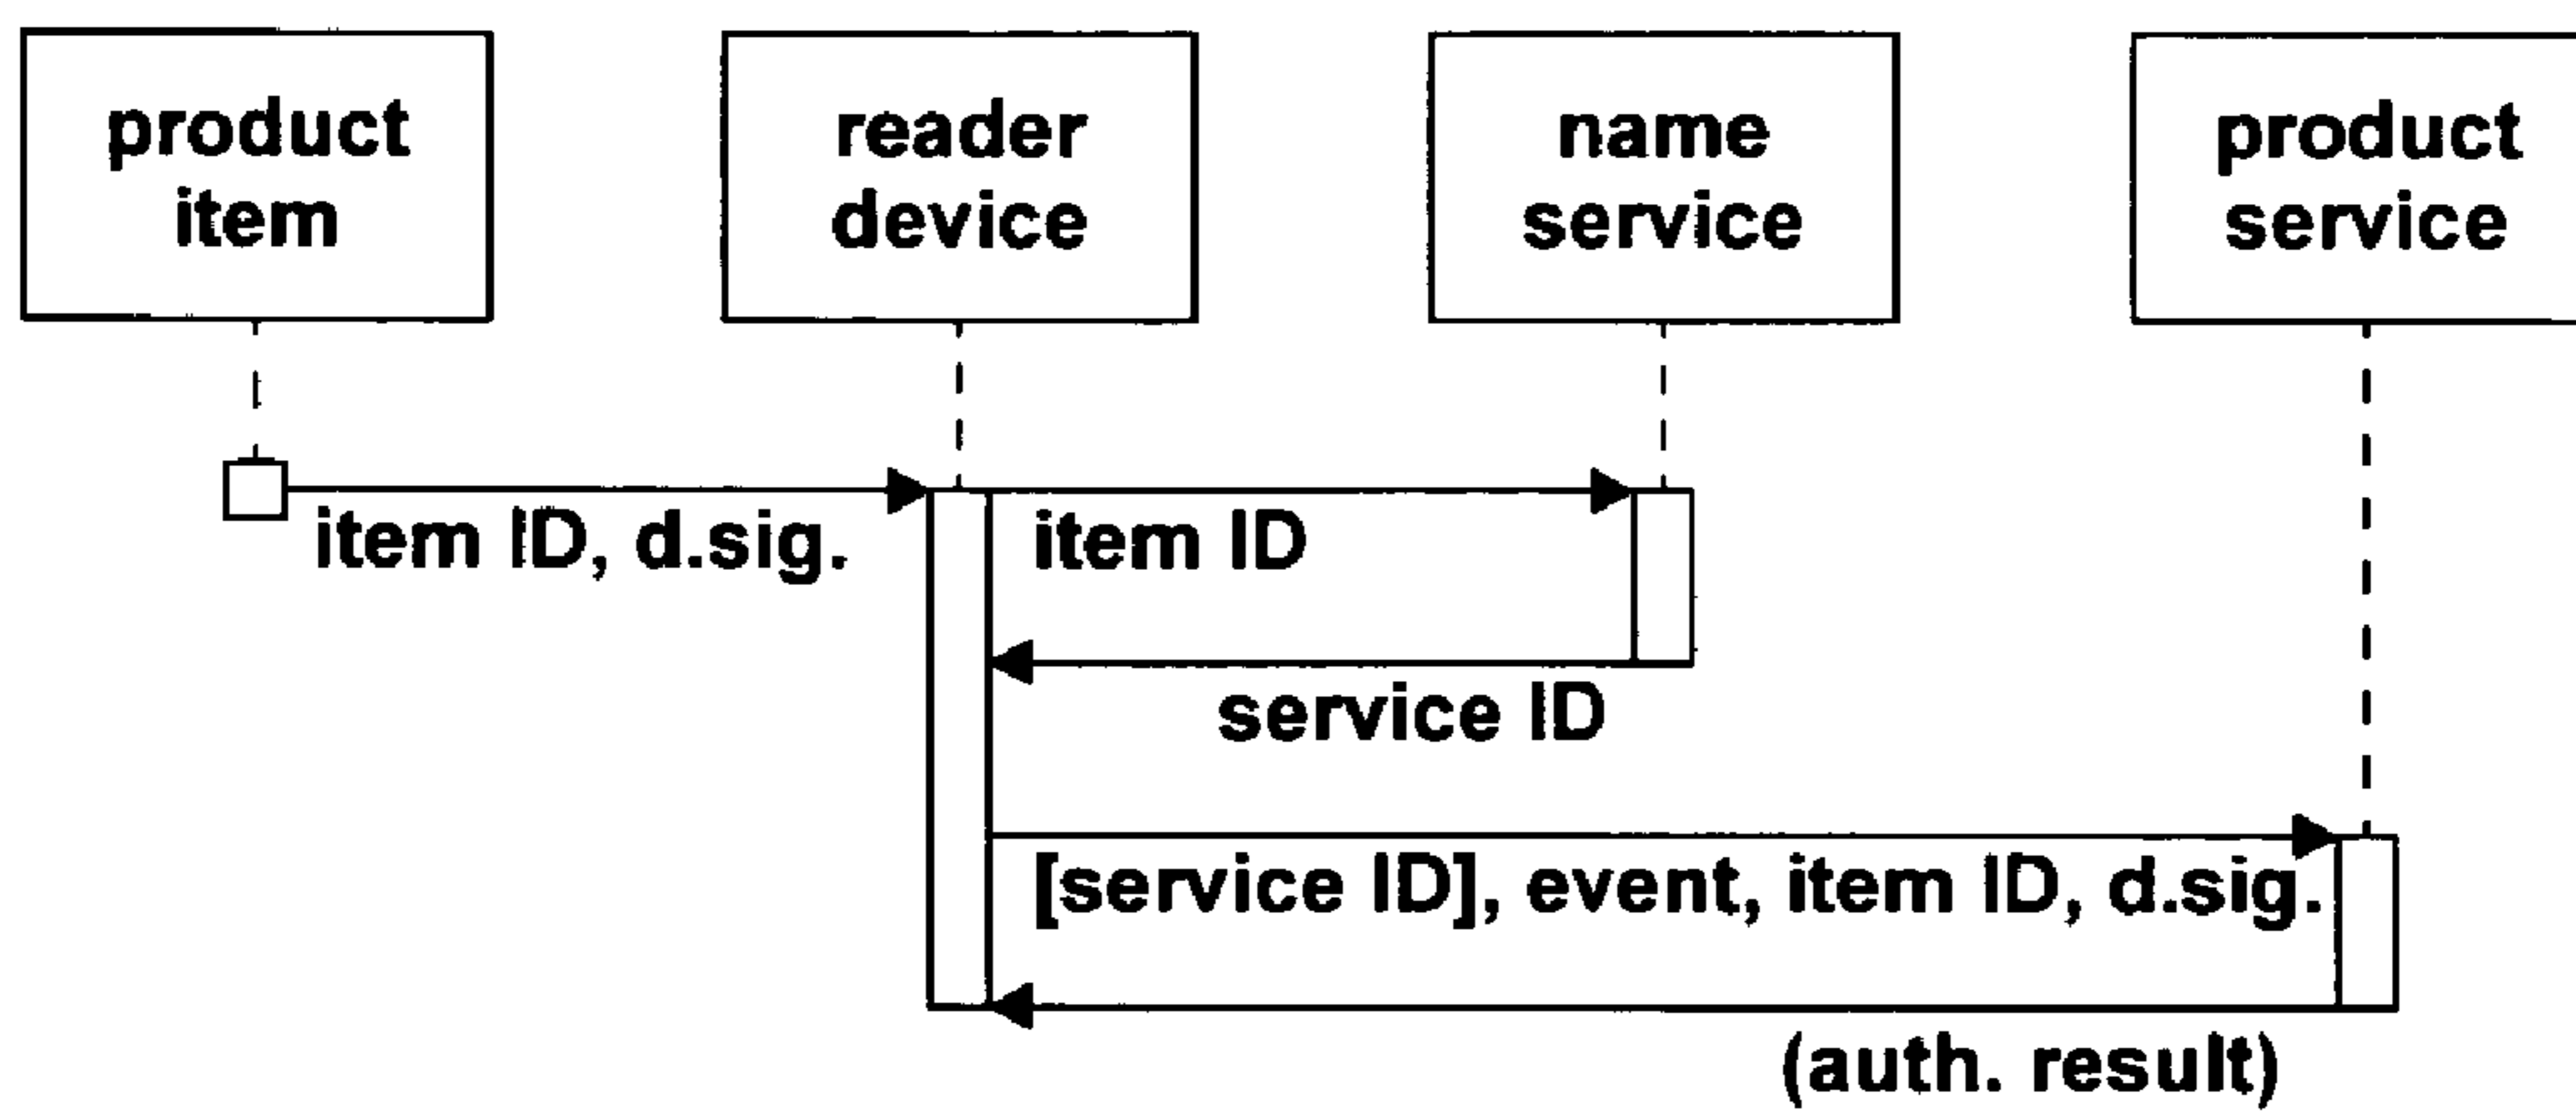 product
item
reader
device
name
service
product
service
item ID, d.sig.
item ID
service ID
[service ID], event, item ID, d.sig.
(auth. result)